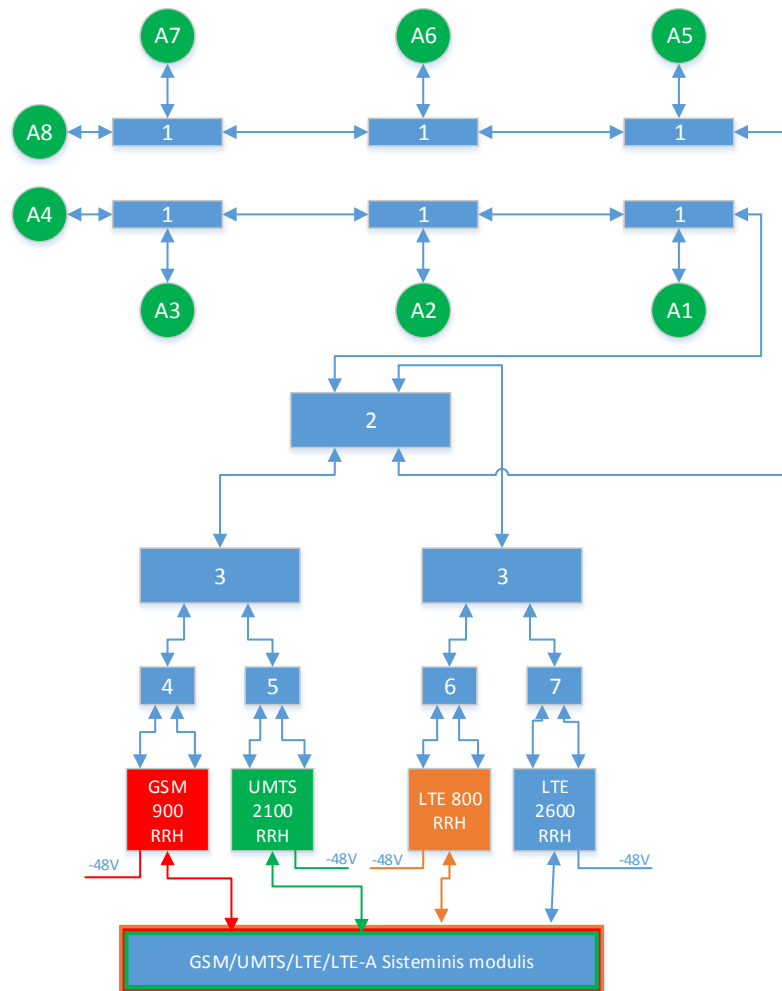 A7 A6 A5
A8 1 1 1
A4 1 1 1
A3 A2 A1
2
3 3
4 5 6 7
GSM
900
RRH
UMTS
2100
RRH
LTE 800
RRH
LTE
2600
RRH
-48V -48V -48V -48V
GSM/UMTS/LTE/LTE-A Sisteminis modulis